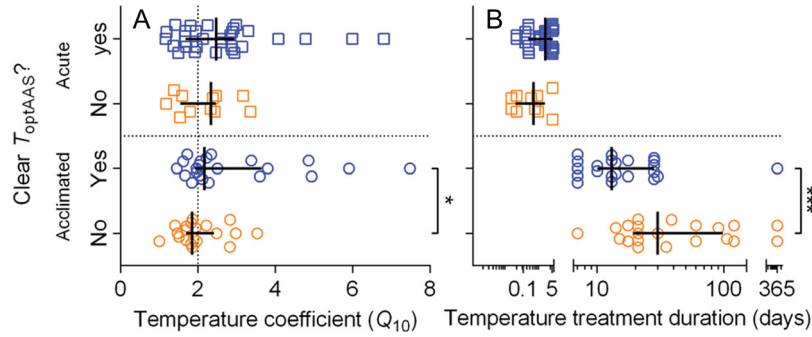 A
B
Clear ToptAAS?
Acute
yes
No
Acclimated
Yes
No
*
***
0 2 4 6 8
0.1 5 10 100 365
Temperature coefficient (Q10)
Temperature treatment duration (days)